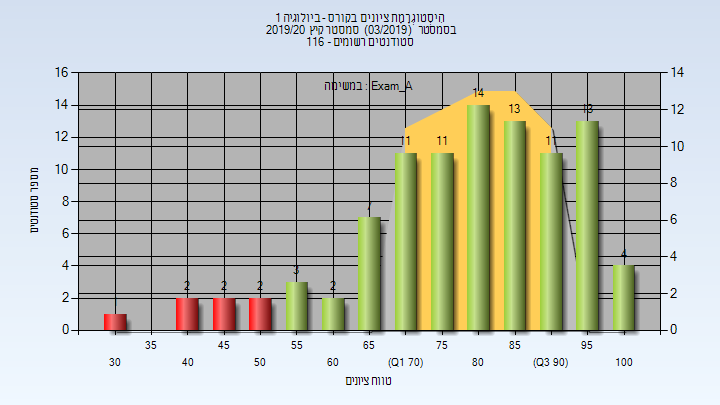 היסטוגרמת ציונים בקורס - ביולוגיה 1
בסמסטר (03/2019) סמסטר קיץ 2019/20
סטודנטים רשומים - 116
במשימה : Exam_A
16 14 12 10 8 6 4 2 0
מספר סטודנטים
14 12 10 8 6 4 2 0
2 2 2 3 2 11 11 14 13 11 13 4
35 45 55 65 75 85 95
30 40 50 60 (Q1 70) 80 (Q3 90) 100
טווח ציונים